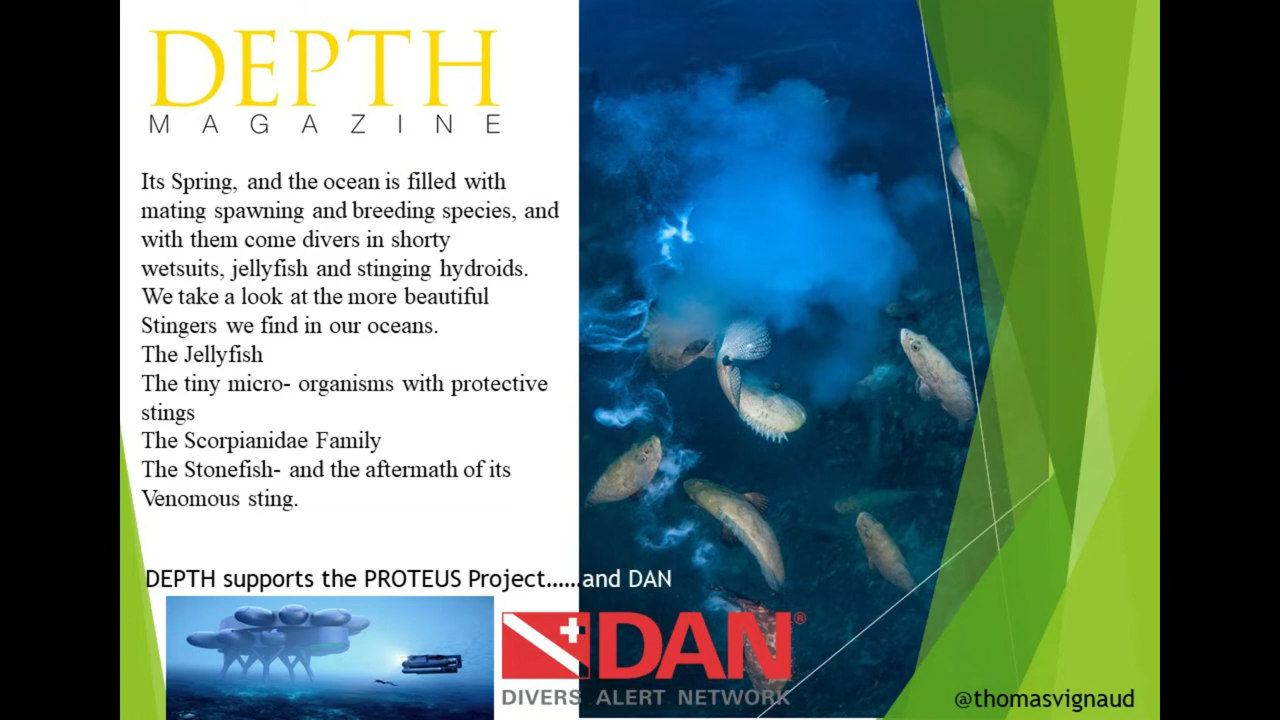 DEPTH
MAGAZINE
Its Spring, and the ocean is filled with
mating spawning and breeding species, and
with them come divers in shorty
wetsuits, jellyfish and stinging hydroids.
We take a look at the more beautiful
Stingers we find in our oceans.
The Jellyfish
The tiny micro- organisms with protective
stings
The Scorpianidae Family
The Stonefish- and the aftermath of its
Venomous sting.
DEPTH supports the PROTEUS Project......and DAN
DAN®
DIVERS ALERT NETWORK
@thomasvignaud